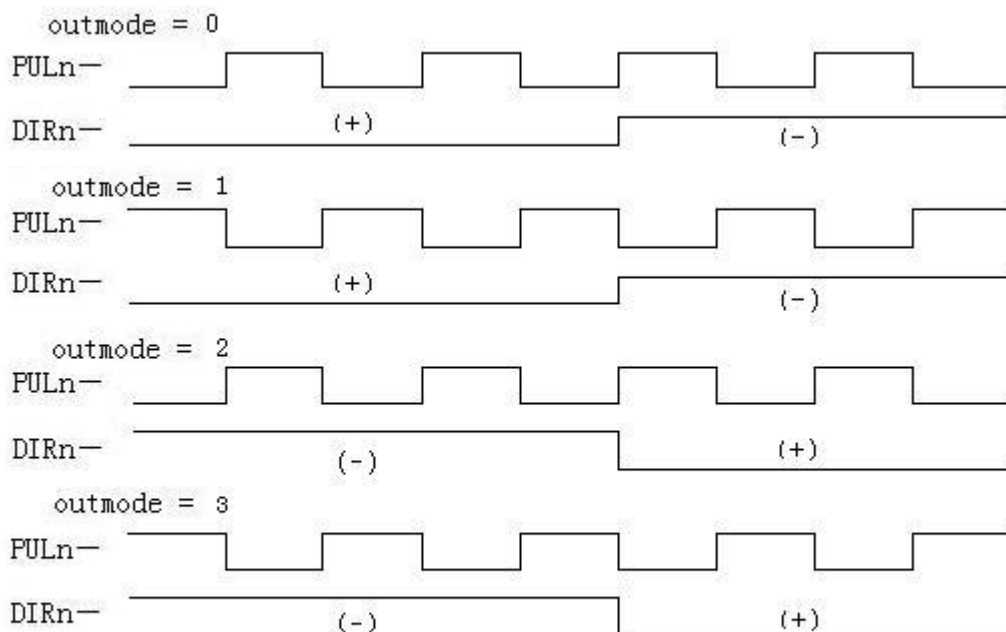 outmode = 0
PULn—
DIRn—
(+)
(-)
outmode = 1
PULn—
DIRn—
(+)
(-)
outmode = 2
PULn—
DIRn—
(-)
(+)
outmode = 3
PULn—
DIRn—
(-)
(+)